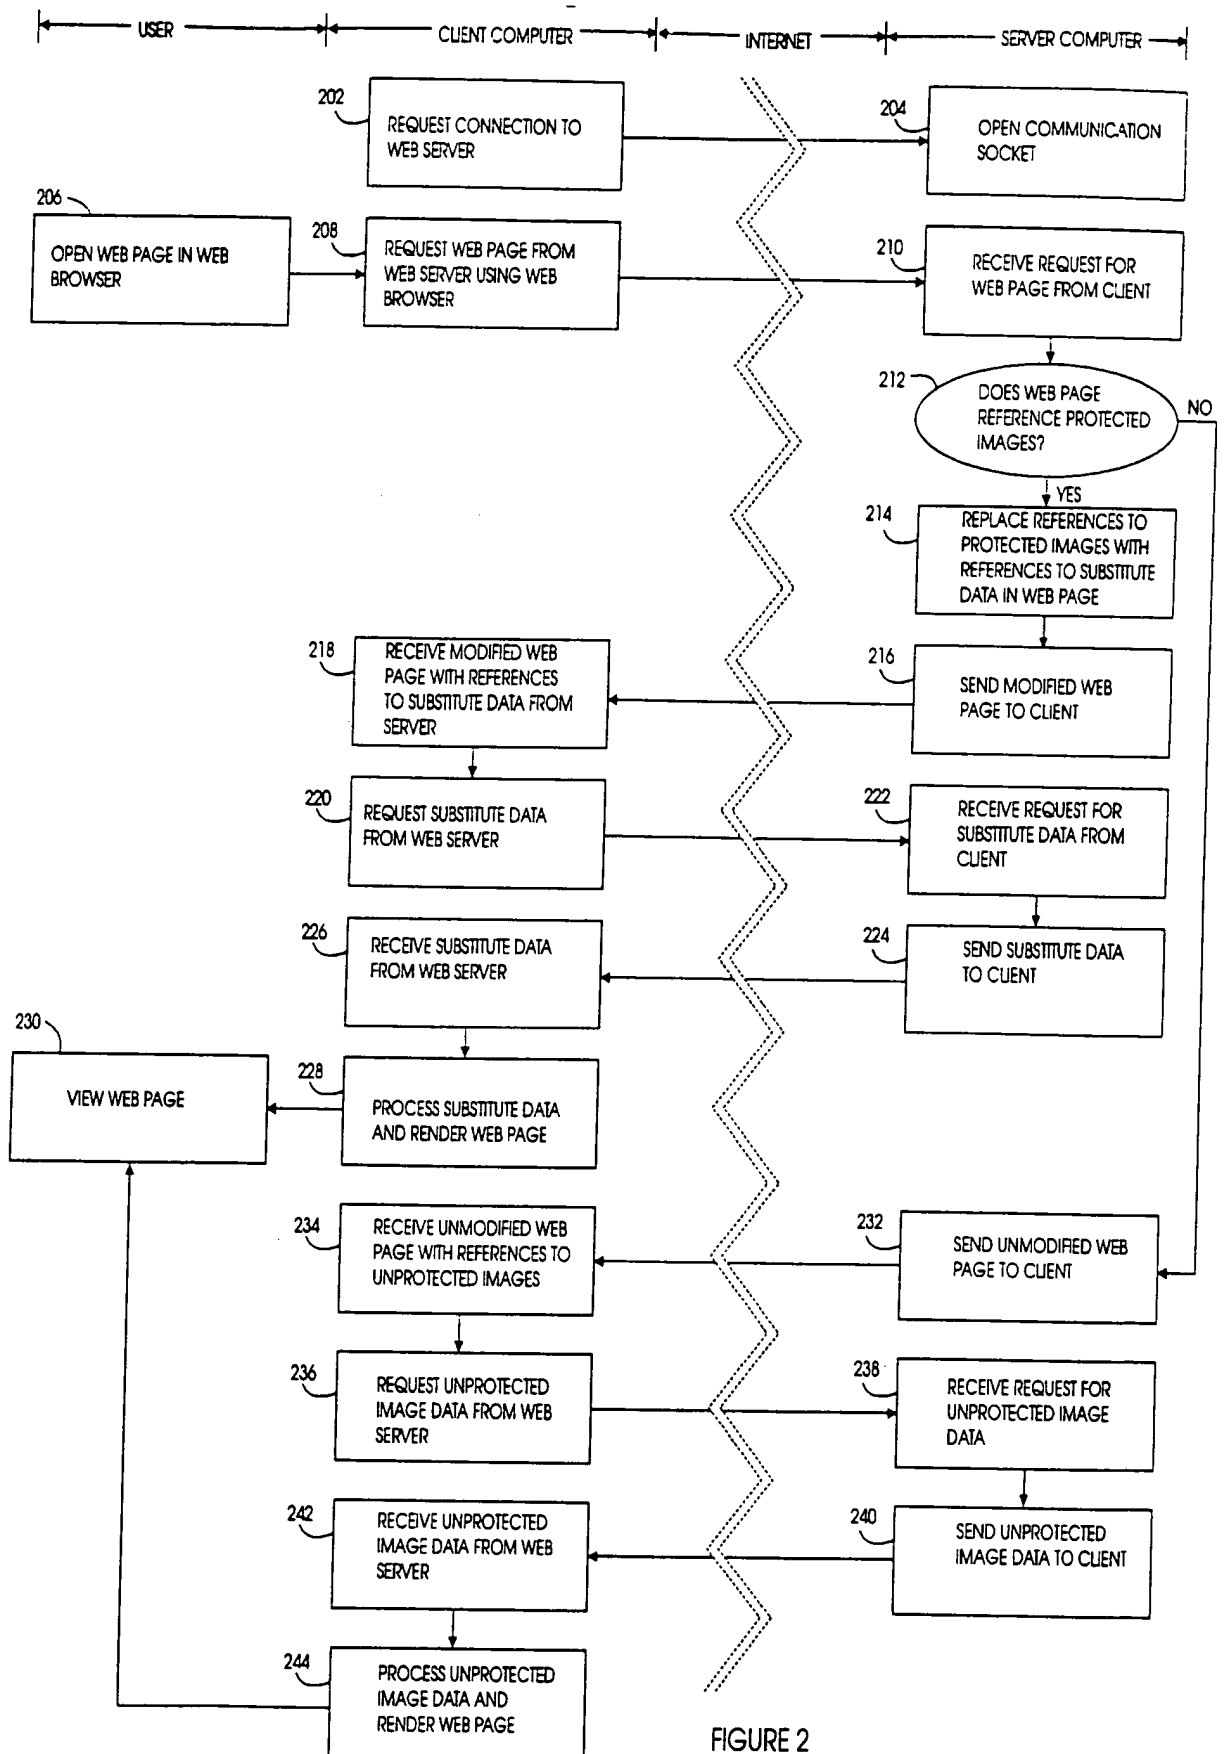 USER
CLIENT COMPUTER
INTERNET
SERVER COMPUTER
202
REQUEST CONNECTION TO
WEB SERVER
204
OPEN COMMUNICATION
SOCKET
206
OPEN WEB PAGE IN WEB
BROWSER
208
REQUEST WEB PAGE FROM
WEB SERVER USING WEB
BROWSER
210
RECEIVE REQUEST FOR
WEB PAGE FROM CLIENT
212
DOES WEB PAGE
REFERENCE PROTECTED
IMAGES?
NO
YES
214
REPLACE REFERENCES TO
PROTECTED IMAGES WITH
REFERENCES TO SUBSTITUTE
DATA IN WEB PAGE
216
SEND MODIFIED WEB
PAGE TO CLIENT
218
RECEIVE MODIFIED WEB
PAGE WITH REFERENCES
TO SUBSTITUTE DATA FROM
SERVER
220
REQUEST SUBSTITUTE DATA
FROM WEB SERVER
222
RECEIVE REQUEST FOR
SUBSTITUTE DATA FROM
CLIENT
224
SEND SUBSTITUTE DATA
TO CLIENT
226
RECEIVE SUBSTITUTE DATA
FROM WEB SERVER
228
PROCESS SUBSTITUTE DATA
AND RENDER WEB PAGE
230
VIEW WEB PAGE
232
SEND UNMODIFIED WEB
PAGE TO CLIENT
234
RECEIVE UNMODIFIED WEB
PAGE WITH REFERENCES TO
UNPROTECTED IMAGES
236
REQUEST UNPROTECTED
IMAGE DATA FROM WEB
SERVER
238
RECEIVE REQUEST FOR
UNPROTECTED IMAGE
DATA
240
SEND UNPROTECTED
IMAGE DATA TO CLIENT
242
RECEIVE UNPROTECTED
IMAGE DATA FROM WEB
SERVER
244
PROCESS UNPROTECTED
IMAGE DATA AND
RENDER WEB PAGE
FIGURE 2